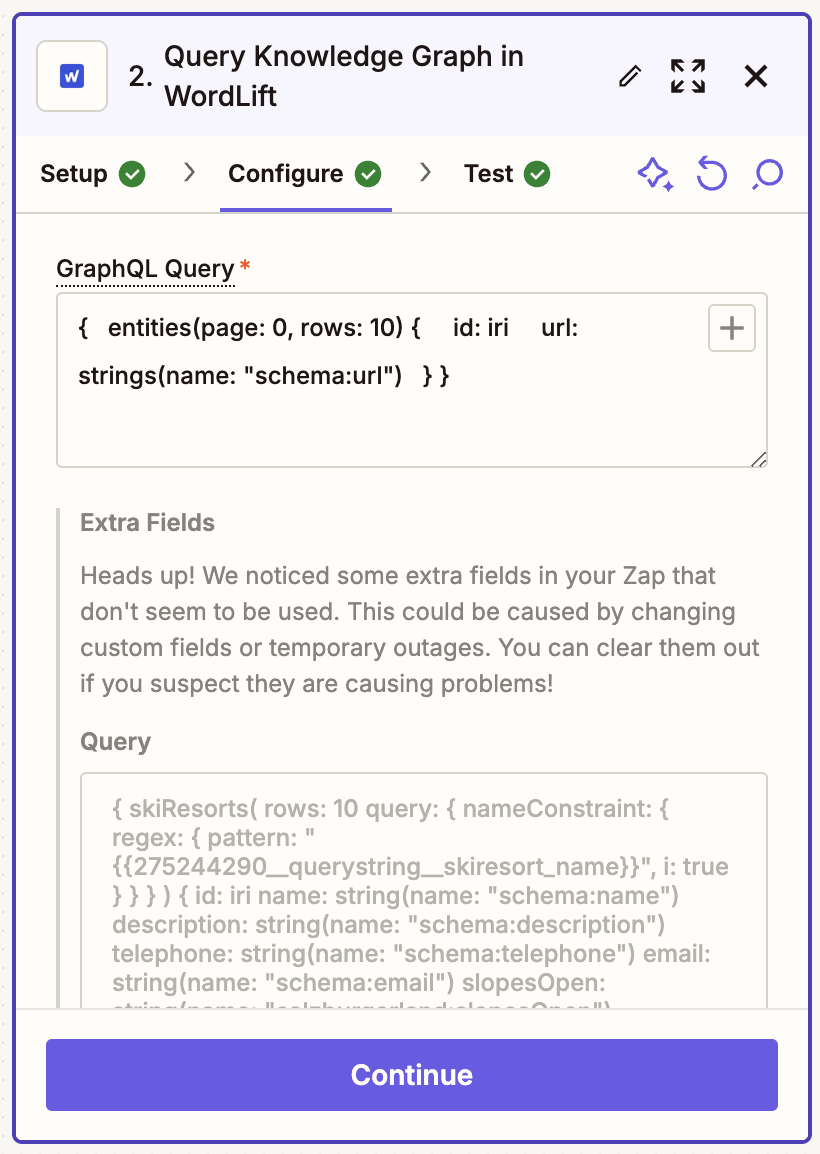 2.
Query Knowledge Graph in
WordLift
Setup
Configure
Test
GraphQL Query *
{ entities(page: 0, rows: 10) { id: iri url:
strings(name: "schema:url") } }
Extra Fields
Heads up! We noticed some extra fields in your Zap that
don't seem to be used. This could be caused by changing
custom fields or temporary outages. You can clear them out
if you suspect they are causing problems!
Query
{ skiResorts( rows: 10 query: { nameConstraint: {
regex: { pattern: "
{{275244290__querystring__skiresort_name}}", i: true
} } } ) { id: iri name: string(name: "schema:name")
description: string(name: "schema:description")
telephone: string(name: "schema:telephone") email:
string(name: "schema:email") slopesOpen:
string(name: "salzburgerland:slopesOpen")
Continue